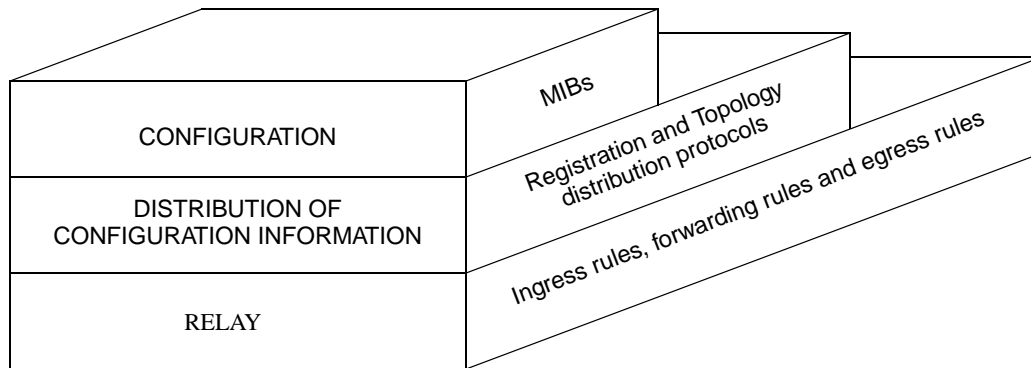 CONFIGURATION
MIBs
DISTRIBUTION OF
CONFIGURATION INFORMATION
Registration and Topology
distribution protocols
RELAY
Ingress rules, forwarding rules and egress rules